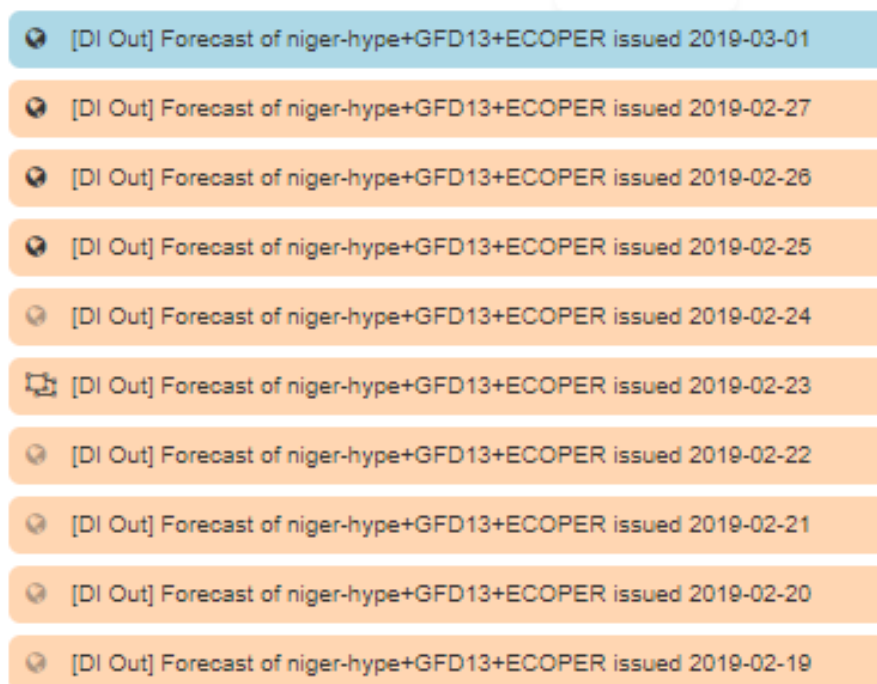 [DI Out] Forecast of niger-hype+GFD13+ECOPER issued 2019-03-01
[DI Out] Forecast of niger-hype+GFD13+ECOPER issued 2019-02-27
[DI Out] Forecast of niger-hype+GFD13+ECOPER issued 2019-02-26
[DI Out] Forecast of niger-hype+GFD13+ECOPER issued 2019-02-25
[DI Out] Forecast of niger-hype+GFD13+ECOPER issued 2019-02-24
[DI Out] Forecast of niger-hype+GFD13+ECOPER issued 2019-02-23
[DI Out] Forecast of niger-hype+GFD13+ECOPER issued 2019-02-22
[DI Out] Forecast of niger-hype+GFD13+ECOPER issued 2019-02-21
[DI Out] Forecast of niger-hype+GFD13+ECOPER issued 2019-02-20
[DI Out] Forecast of niger-hype+GFD13+ECOPER issued 2019-02-19